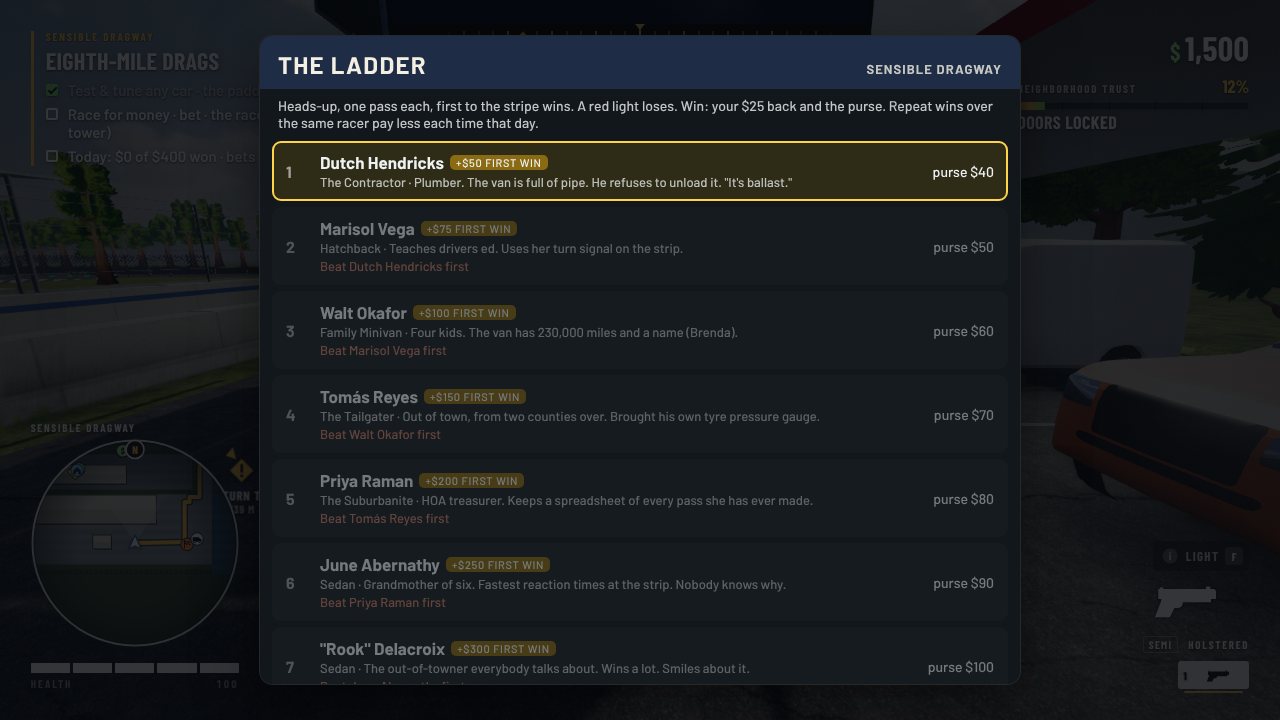 SENSIBLE DRAGWAY
EIGHTH-MILE DRAGS
Test & tune any car · the padd
Race for money · bet · the rac
tower)
Today: $0 of $400 won · bets
$1,500
NEIGHBORHOOD TRUST 12%
DOORS LOCKED
THE LADDER
SENSIBLE DRAGWAY
Heads-up, one pass each, first to the stripe wins. A red light loses. Win: your $25 back and the purse. Repeat wins over
the same racer pay less each time that day.
1
Dutch Hendricks +$50 FIRST WIN
The Contractor · Plumber. The van is full of pipe. He refuses to unload it. "It's ballast."
purse $40
2
Marisol Vega +$75 FIRST WIN
Hatchback · Teaches drivers ed. Uses her turn signal on the strip.
Beat Dutch Hendricks first
purse $50
3
Walt Okafor +$100 FIRST WIN
Family Minivan · Four kids. The van has 230,000 miles and a name (Brenda).
Beat Marisol Vega first
purse $60
4
Tomás Reyes +$150 FIRST WIN
The Tailgater · Out of town, from two counties over. Brought his own tyre pressure gauge.
Beat Walt Okafor first
purse $70
5
Priya Raman +$200 FIRST WIN
The Suburbanite · HOA treasurer. Keeps a spreadsheet of every pass she has ever made.
Beat Tomás Reyes first
purse $80
6
June Abernathy +$250 FIRST WIN
Sedan · Grandmother of six. Fastest reaction times at the strip. Nobody knows why.
Beat Priya Raman first
purse $90
7
"Rook" Delacroix +$300 FIRST WIN
Sedan · The out-of-towner everybody talks about. Wins a lot. Smiles about it.
purse $100
SENSIBLE DRAGWAY
N
TURN
HEALTH 100
LIGHT F
SEMI HOLSTERED
1